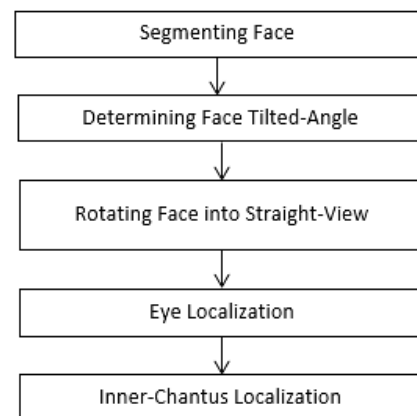 Segmenting Face
Determining Face Tilted-Angle
Rotating Face into Straight-View
Eye Localization
Inner-Chantus Localization